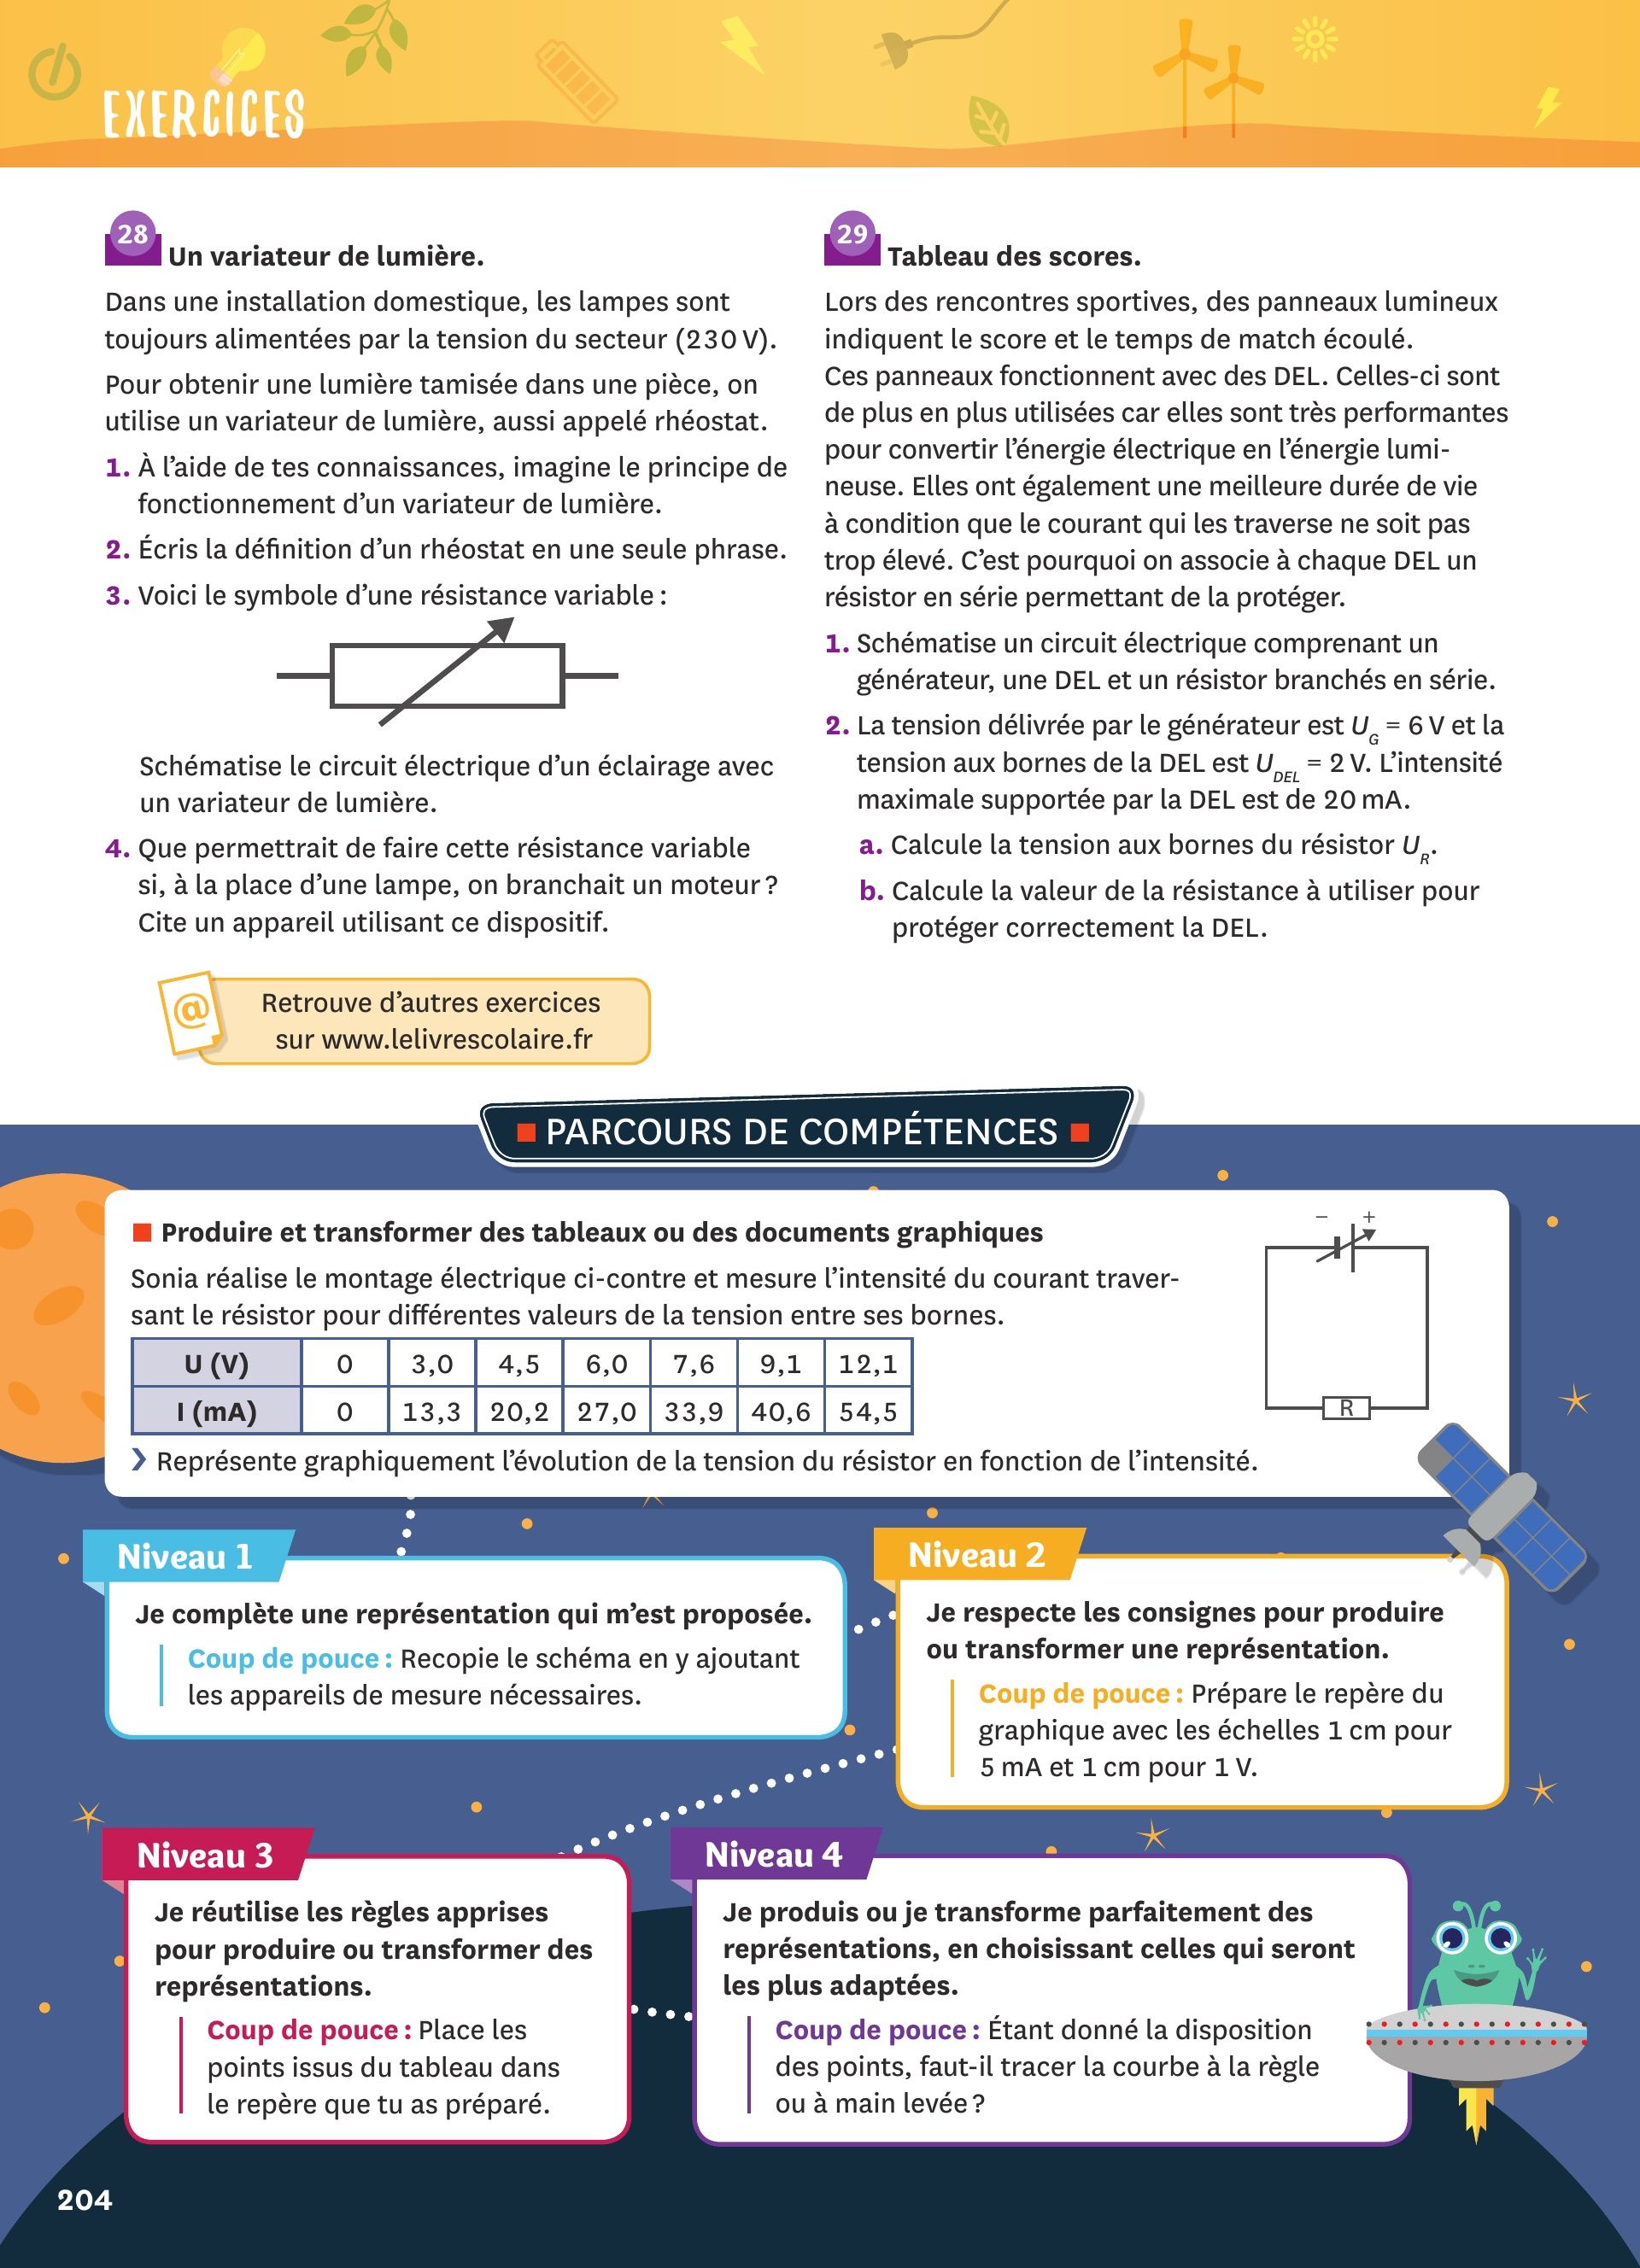 EXERCICES
28 Un variateur de lumière.
Dans une installation domestique, les lampes sont
toujours alimentées par la tension du secteur (230 V).
Pour obtenir une lumière tamisée dans une pièce, on
utilise un variateur de lumière, aussi appelé rhéostat.
1. À l’aide de tes connaissances, imagine le principe de
fonctionnement d’un variateur de lumière.
2. Écris la définition d’un rhéostat en une seule phrase.
3. Voici le symbole d’une résistance variable :
Schématise le circuit électrique d’un éclairage avec
un variateur de lumière.
4. Que permettrait de faire cette résistance variable
si, à la place d’une lampe, on branchait un moteur ?
Cite un appareil utilisant ce dispositif.
@
Retrouve d’autres exercices
sur www.lelivrescolaire.fr
29 Tableau des scores.
Lors des rencontres sportives, des panneaux lumineux
indiquent le score et le temps de match écoulé.
Ces panneaux fonctionnent avec des DEL. Celles-ci sont
de plus en plus utilisées car elles sont très performantes
pour convertir l’énergie électrique en l’énergie lumi-
neuse. Elles ont également une meilleure durée de vie
à condition que le courant qui les traverse ne soit pas
trop élevé. C’est pourquoi on associe à chaque DEL un
résistor en série permettant de la protéger.
1. Schématise un circuit électrique comprenant un
générateur, une DEL et un résistor branchés en série.
2. La tension délivrée par le générateur est U_G = 6 V et la
tension aux bornes de la DEL est U_DEL = 2 V. L’intensité
maximale supportée par la DEL est de 20 mA.
a. Calcule la tension aux bornes du résistor U_R.
b. Calcule la valeur de la résistance à utiliser pour
protéger correctement la DEL.
PARCOURS DE COMPÉTENCES
Produire et transformer des tableaux ou des documents graphiques
Sonia réalise le montage électrique ci-contre et mesure l’intensité du courant traver-
sant le résistor pour différentes valeurs de la tension entre ses bornes.
U (V) 0 3,0 4,5 6,0 7,6 9,1 12,1
I (mA) 0 13,3 20,2 27,0 33,9 40,6 54,5
Représente graphiquement l’évolution de la tension du résistor en fonction de l’intensité.
− +
R
Niveau 1
Je complète une représentation qui m’est proposée.
Coup de pouce : Recopie le schéma en y ajoutant
les appareils de mesure nécessaires.
Niveau 2
Je respecte les consignes pour produire
ou transformer une représentation.
Coup de pouce : Prépare le repère du
graphique avec les échelles 1 cm pour
5 mA et 1 cm pour 1 V.
Niveau 3
Je réutilise les règles apprises
pour produire ou transformer des
représentations.
Coup de pouce : Place les
points issus du tableau dans
le repère que tu as préparé.
Niveau 4
Je produis ou je transforme parfaitement des
représentations, en choisissant celles qui seront
les plus adaptées.
Coup de pouce : Étant donné la disposition
des points, faut-il tracer la courbe à la règle
ou à main levée ?
204